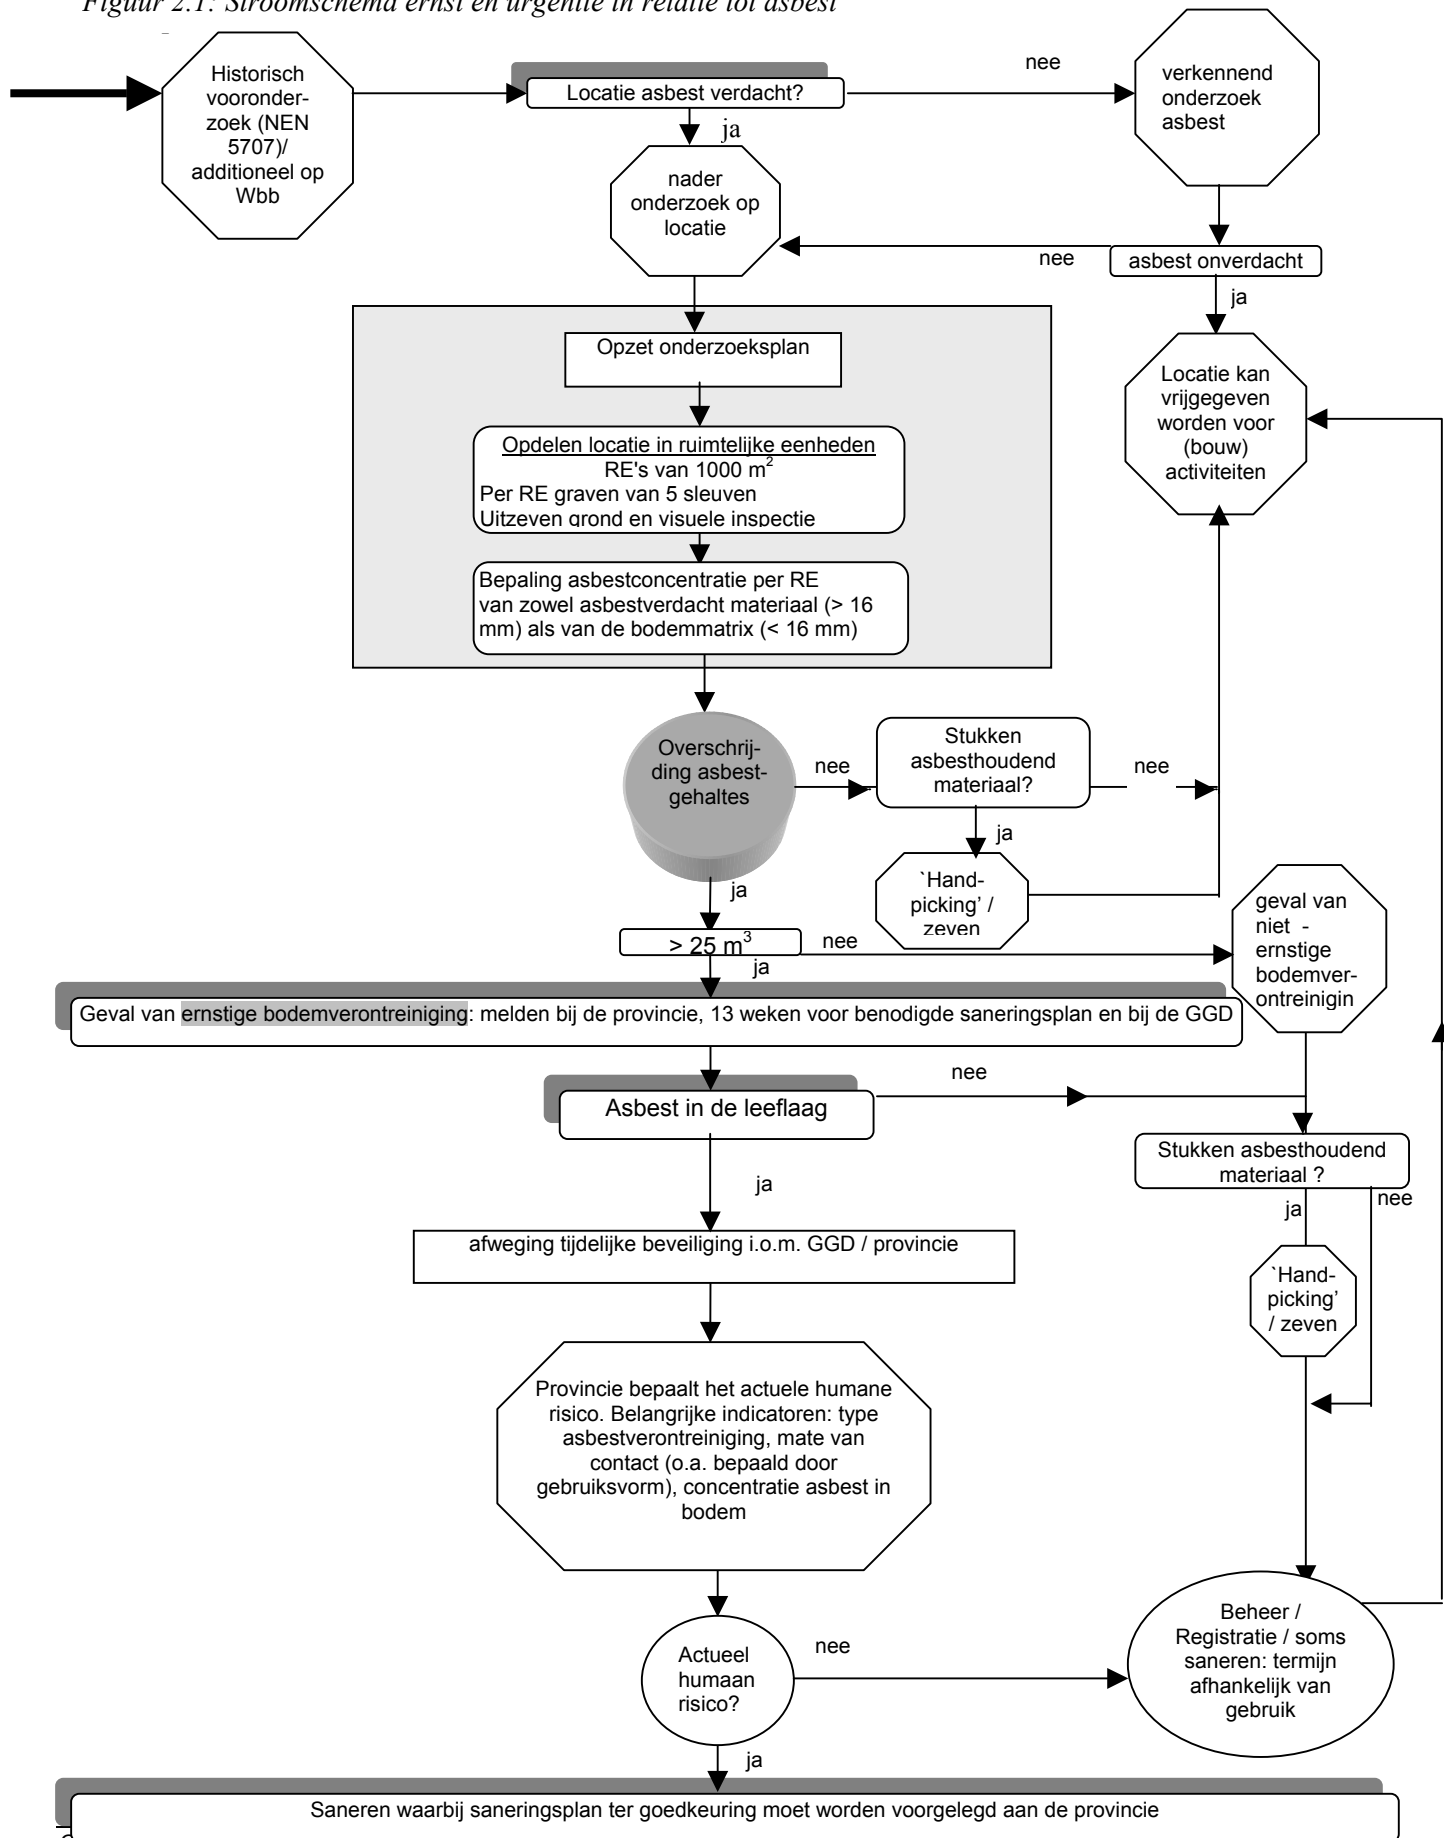 Figuur 2.1: Stroomschema ernst en urgentie in relatie tot asbest
Historisch
vooronder-
zoek (NEN
5707)/
additioneel op
Wbb
Locatie asbest verdacht?
nee
verkennend
onderzoek
asbest
ja
nader
onderzoek op
locatie
nee
asbest onverdacht
ja
Locatie kan
vrijgegeven
worden voor
(bouw)
activiteiten
Opzet onderzoeksplan
Opdelen locatie in ruimtelijke eenheden
RE's van 1000 m²
Per RE graven van 5 sleuven
Uitzeven grond en visuele inspectie
Bepaling asbestconcentratie per RE
van zowel asbestverdacht materiaal (> 16
mm) als van de bodemmatrix (< 16 mm)
Overschrij-
ding asbest-
gehaltes
nee
Stukken
asbesthoudend
materiaal?
nee
ja
`Hand-
picking’ /
zeven
ja
> 25 m³
nee
ja
geval van
niet -
ernstige
bodemver-
ontreinigin
Geval van ernstige bodemverontreiniging: melden bij de provincie, 13 weken voor benodigde saneringsplan en bij de GGD
Asbest in de leeflaag
nee
ja
Stukken asbesthoudend
materiaal ?
ja
nee
`Hand-
picking’
/ zeven
afweging tijdelijke beveiliging i.o.m. GGD / provincie
Provincie bepaalt het actuele humane
risico. Belangrijke indicatoren: type
asbestverontreiniging, mate van
contact (o.a. bepaald door
gebruiksvorm), concentratie asbest in
bodem
Actueel
humaan
risico?
nee
Beheer /
Registratie / soms
saneren: termijn
afhankelijk van
gebruik
ja
Saneren waarbij saneringsplan ter goedkeuring moet worden voorgelegd aan de provincie